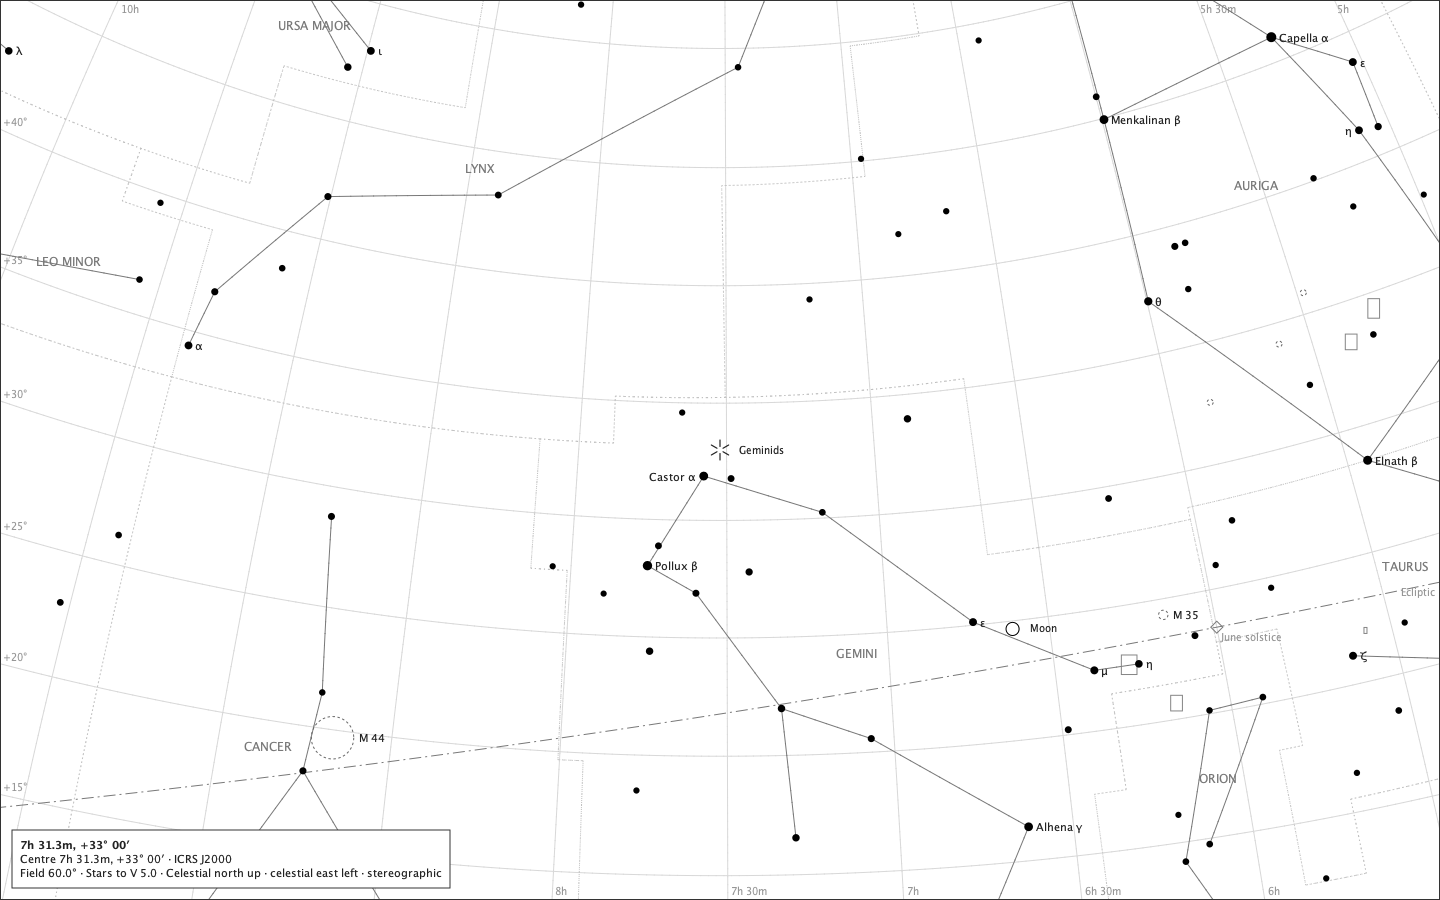 10h
5h 30m
5h
URSA MAJOR
λ
ι
Capella α
ε
+40°
Menkalinan β
η
LYNX
AURIGA
+35°
LEO MINOR
θ
α
+30°
Geminids
Castor α
Elnath β
+25°
Pollux β
TAURUS
Ecliptic
M 35
ε
Moon
June solstice
+20°
GEMINI
μ
η
ζ
M 44
CANCER
ORION
+15°
Alhena γ
7h 31.3m, +33° 00′
Centre 7h 31.3m, +33° 00′ · ICRS J2000
Field 60.0° · Stars to V 5.0 · Celestial north up · celestial east left · stereographic
8h
7h 30m
7h
6h 30m
6h